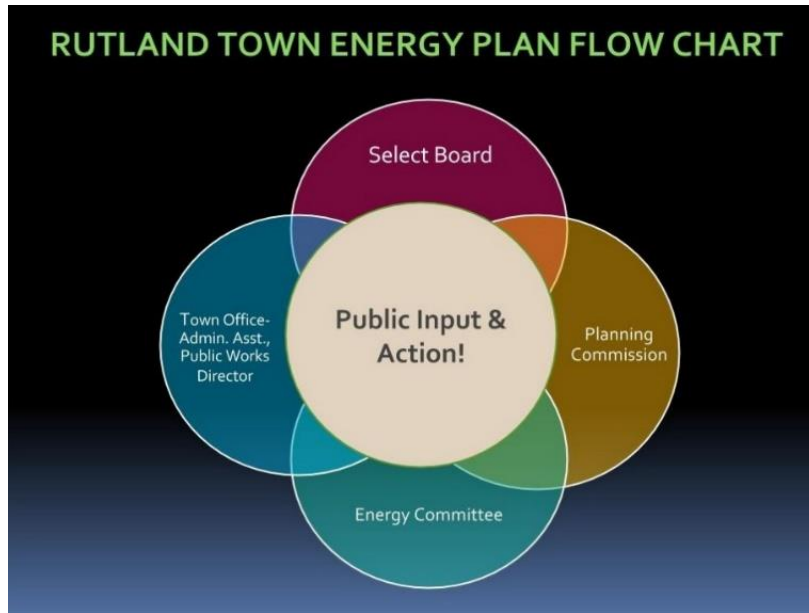 RUTLAND TOWN ENERGY PLAN FLOW CHART
Select Board
Town Office-
Admin. Asst.,
Public Works
Director
Public Input &
Action!
Planning
Commission
Energy Committee